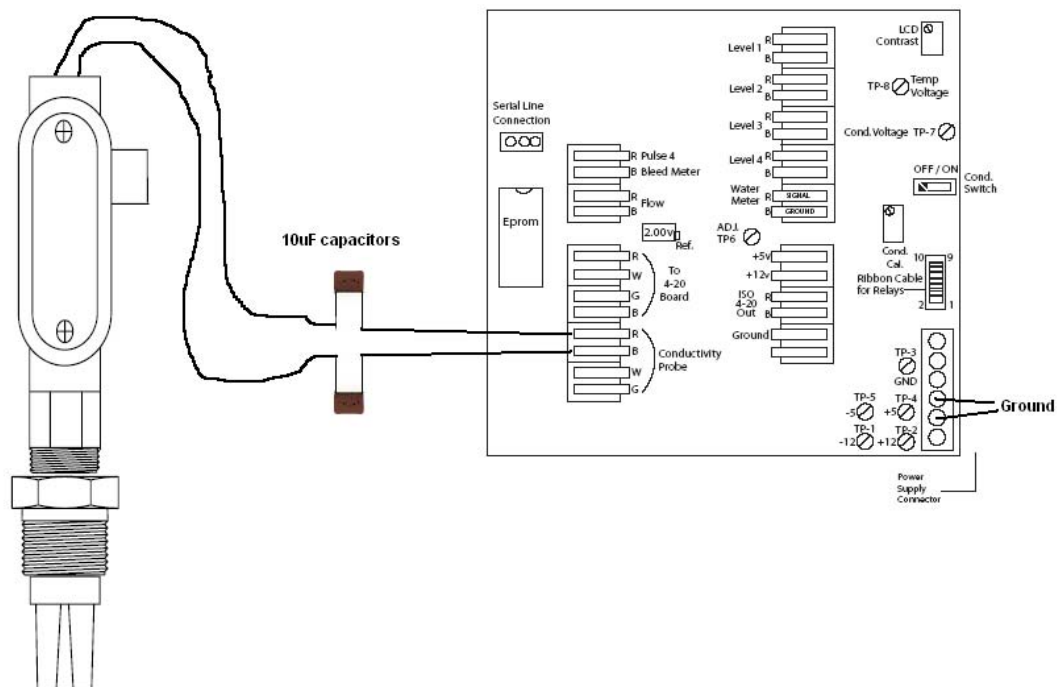 10uF capacitors
Serial Line
Connection
Eprom
R Pulse 4
B Bleed Meter
R
Flow
B
2.00v
Ref.
R
W
G
B
To
4-20
Board
R
B
W
G
Conductivity
Probe
Level 1
R
B
Level 2
R
B
Level 3
R
B
Level 4
R
B
Water
Meter
R
SIGNAL
B
GROUND
ADJ.
TP6
+5v
+12v
ISO
4-20
Out
R
B
Ground
LCD
Contrast
TP-8
Temp
Voltage
Cond. Voltage TP-7
OFF / ON
Cond.
Switch
Cond.
Cal.
10
9
Ribbon Cable
for Relays
2
1
TP-3
GND
TP-5
-5
TP-4
+5
TP-1
-12
TP-2
+12
Ground
Power
Supply
Connector